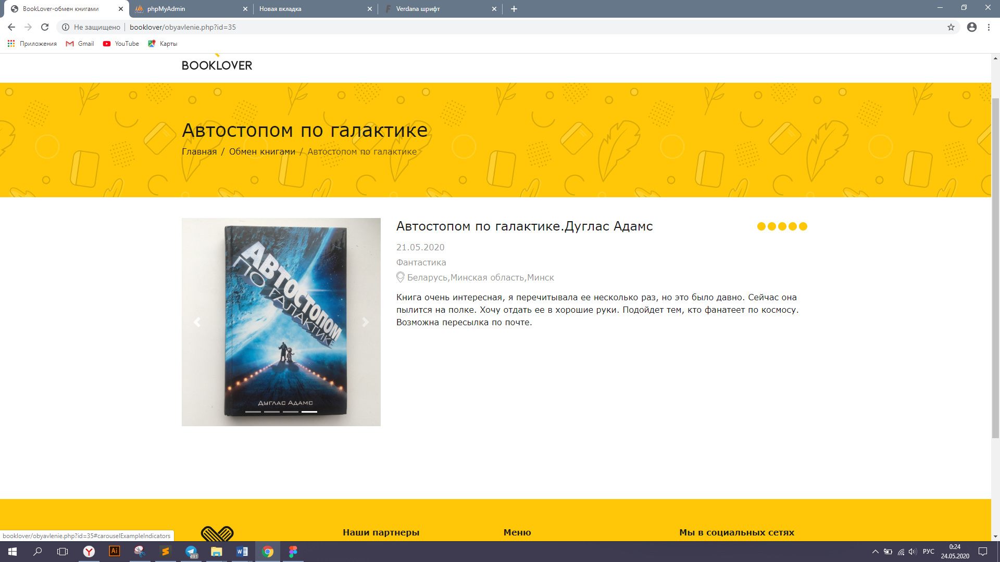 BookLover-обмен книгами
phpMyAdmin
Новая вкладка
Verdana шрифт
Не защищено
booklover/obyavlenie.php?id=35
Приложения
Gmail
YouTube
Карты
BOOKLOVER
Автостопом по галактике
Главная / Обмен книгами / Автостопом по галактике
АВТОСТОПОМ
ПО ГАЛАКТИКЕ
ДУГЛАС АДАМС
Автостопом по галактике.Дуглас Адамс
21.05.2020
Фантастика
Беларусь,Минская область,Минск
Книга очень интересная, я перечитывала ее несколько раз, но это было давно. Сейчас она
пылится на полке. Хочу отдать ее в хорошие руки. Подойдет тем, кто фанатеет по космосу.
Возможна пересылка по почте.
Наши партнеры
Меню
Мы в социальных сетях
booklover/obyavlenie.php?id=35#carouselExampleIndicators
Ai
491
РУС
0:24
24.05.2020